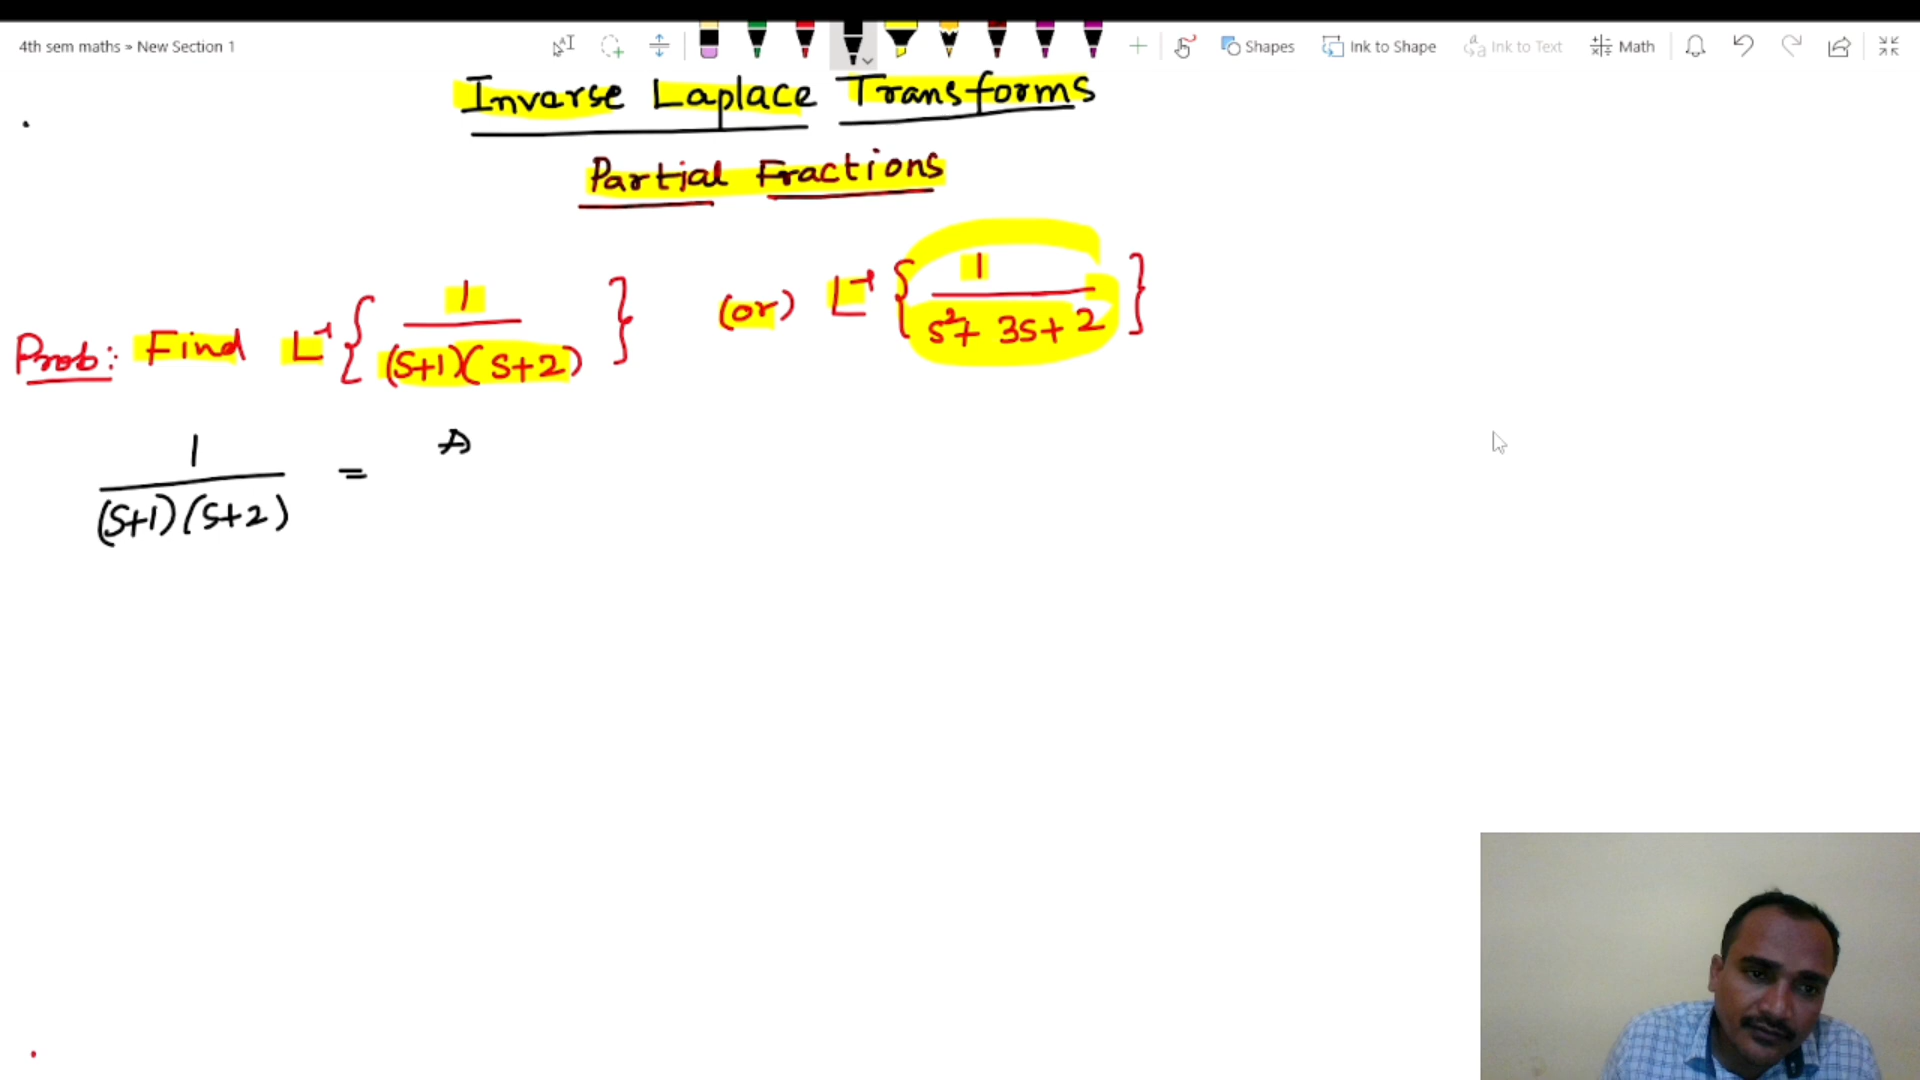 4th sem maths » New Section 1
Shapes Ink to Shape Ink to Text Math
Inverse Laplace Transforms
Partial Fractions
Prob: Find L⁻¹{ 1 / (S+1)(S+2) } (or) L⁻¹{ 1 / s²+ 3s+ 2 }
1 / (S+1)(S+2) = A